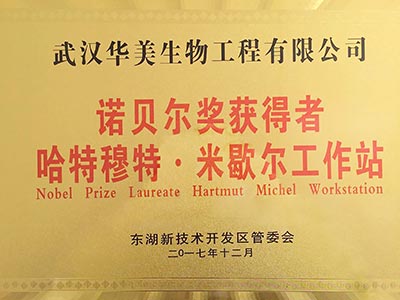 武汉华美生物工程有限公司
诺贝尔奖获得者
哈特穆特·米歇尔工作站
Nobel Prize Laureate Hartmut Michel Workstation
东湖新技术开发区管委会
二〇一七年十二月